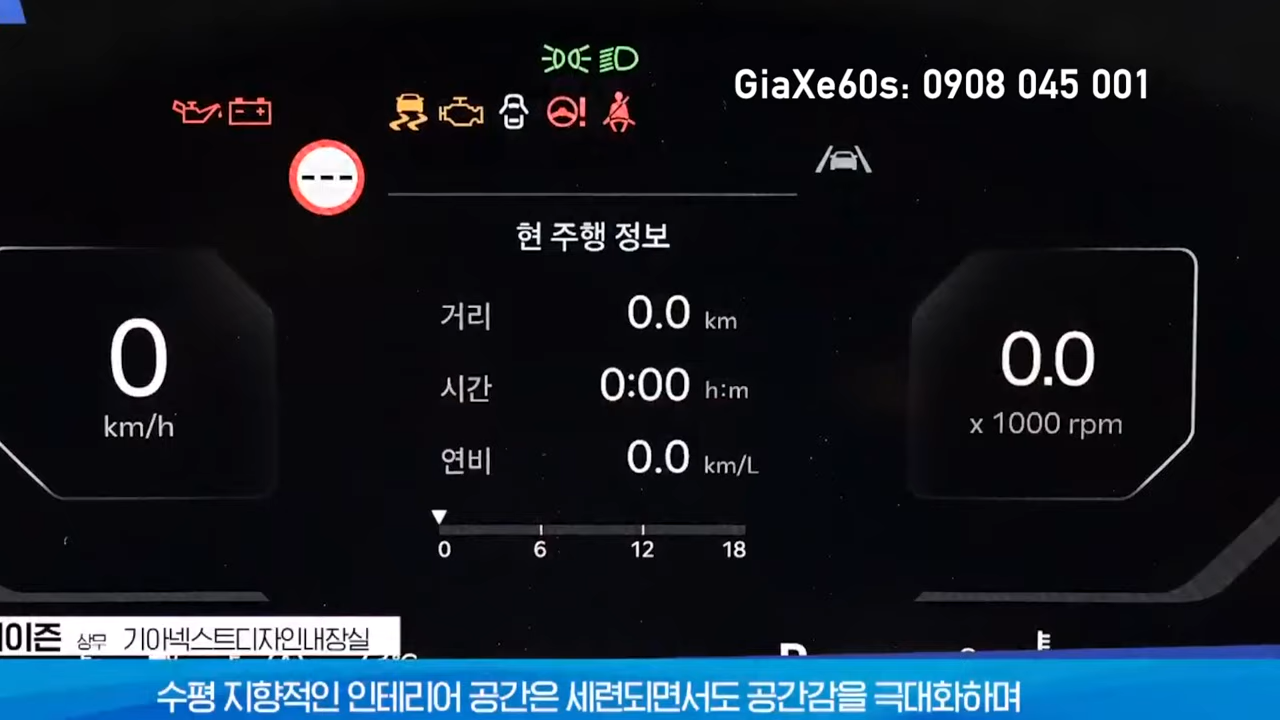 GiaXe60s: 0908 045 001
---
현 주행 정보
거리 0.0 km
시간 0:00 h:m
연비 0.0 km/L
0 6 12 18
0
km/h
0.0
x 1000 rpm
이즌 상무 기아넥스트디자인내장실
수평 지향적인 인테리어 공간은 세련되면서도 공간감을 극대화하며